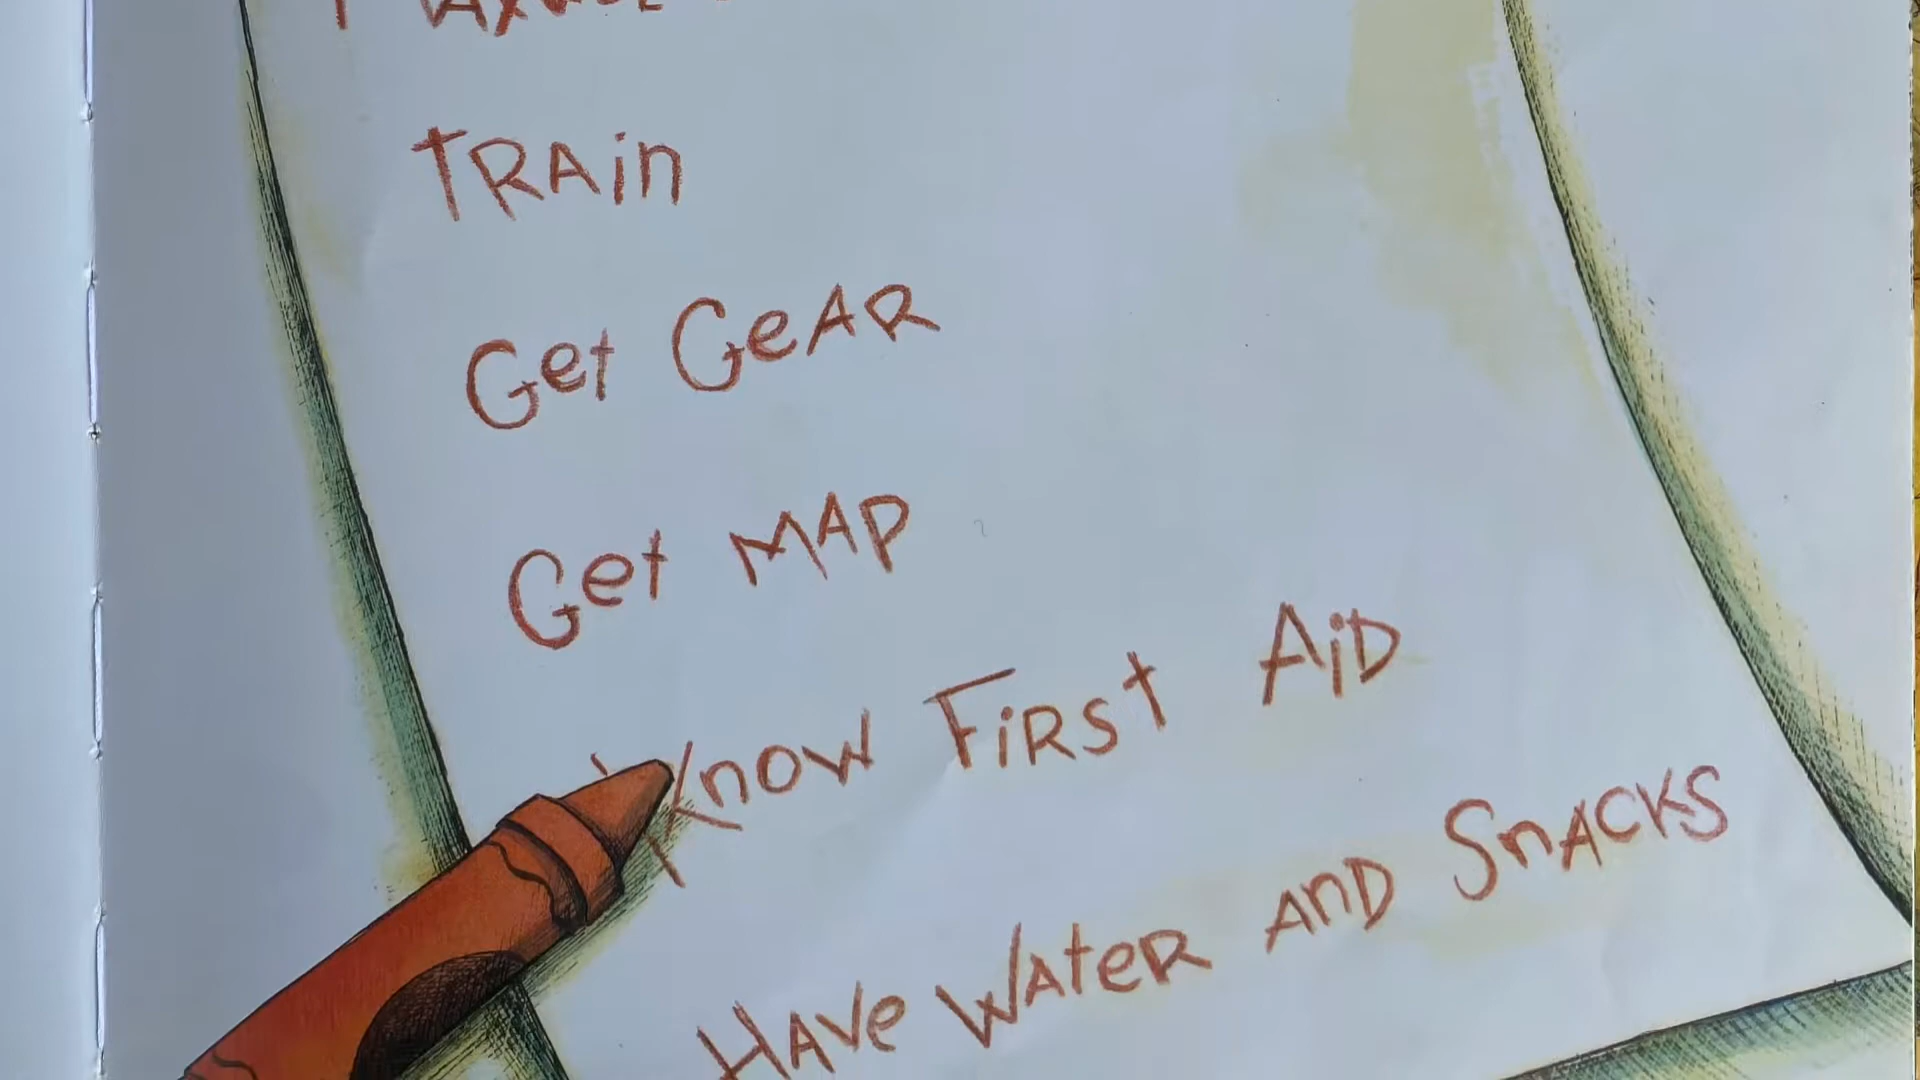 TRAin
Get GeAR
Get MAP
Know FiRSt AiD
HAVe WAteR AnD SnACKS